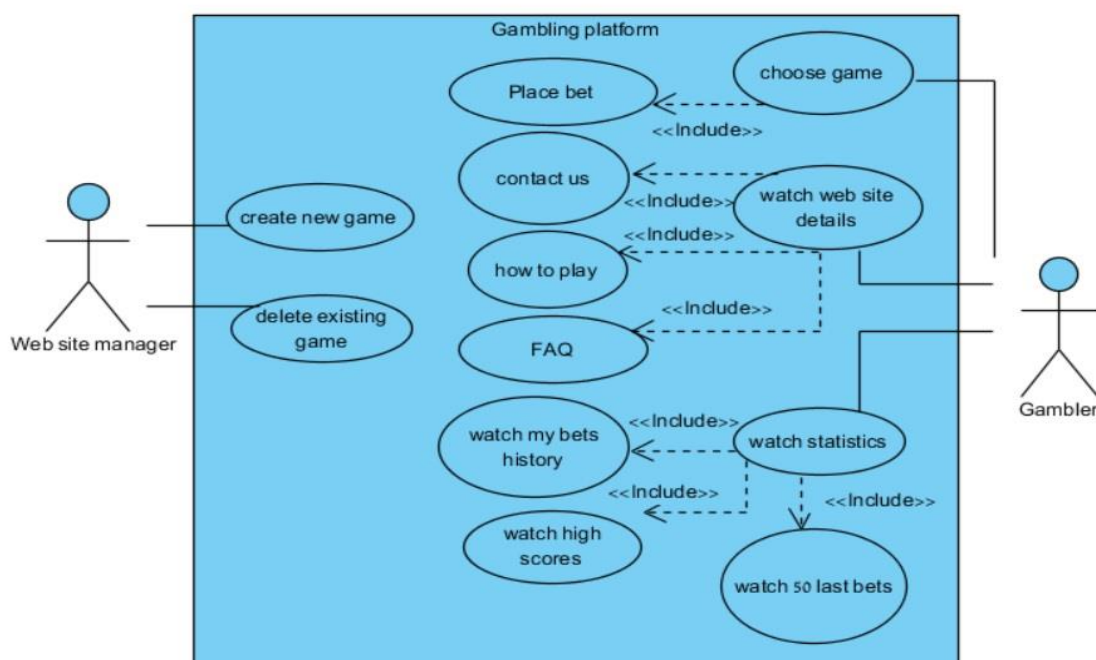 Gambling platform
choose game
Place bet
<<Include>>
contact us
watch web site
details
<<Include>>
<<Include>>
create new game
how to play
<<Include>>
delete existing
game
FAQ
Web site manager
Gambler
watch my bets
history
<<Include>>
watch statistics
<<Include>>
<<Include>>
watch high
scores
watch 50 last bets